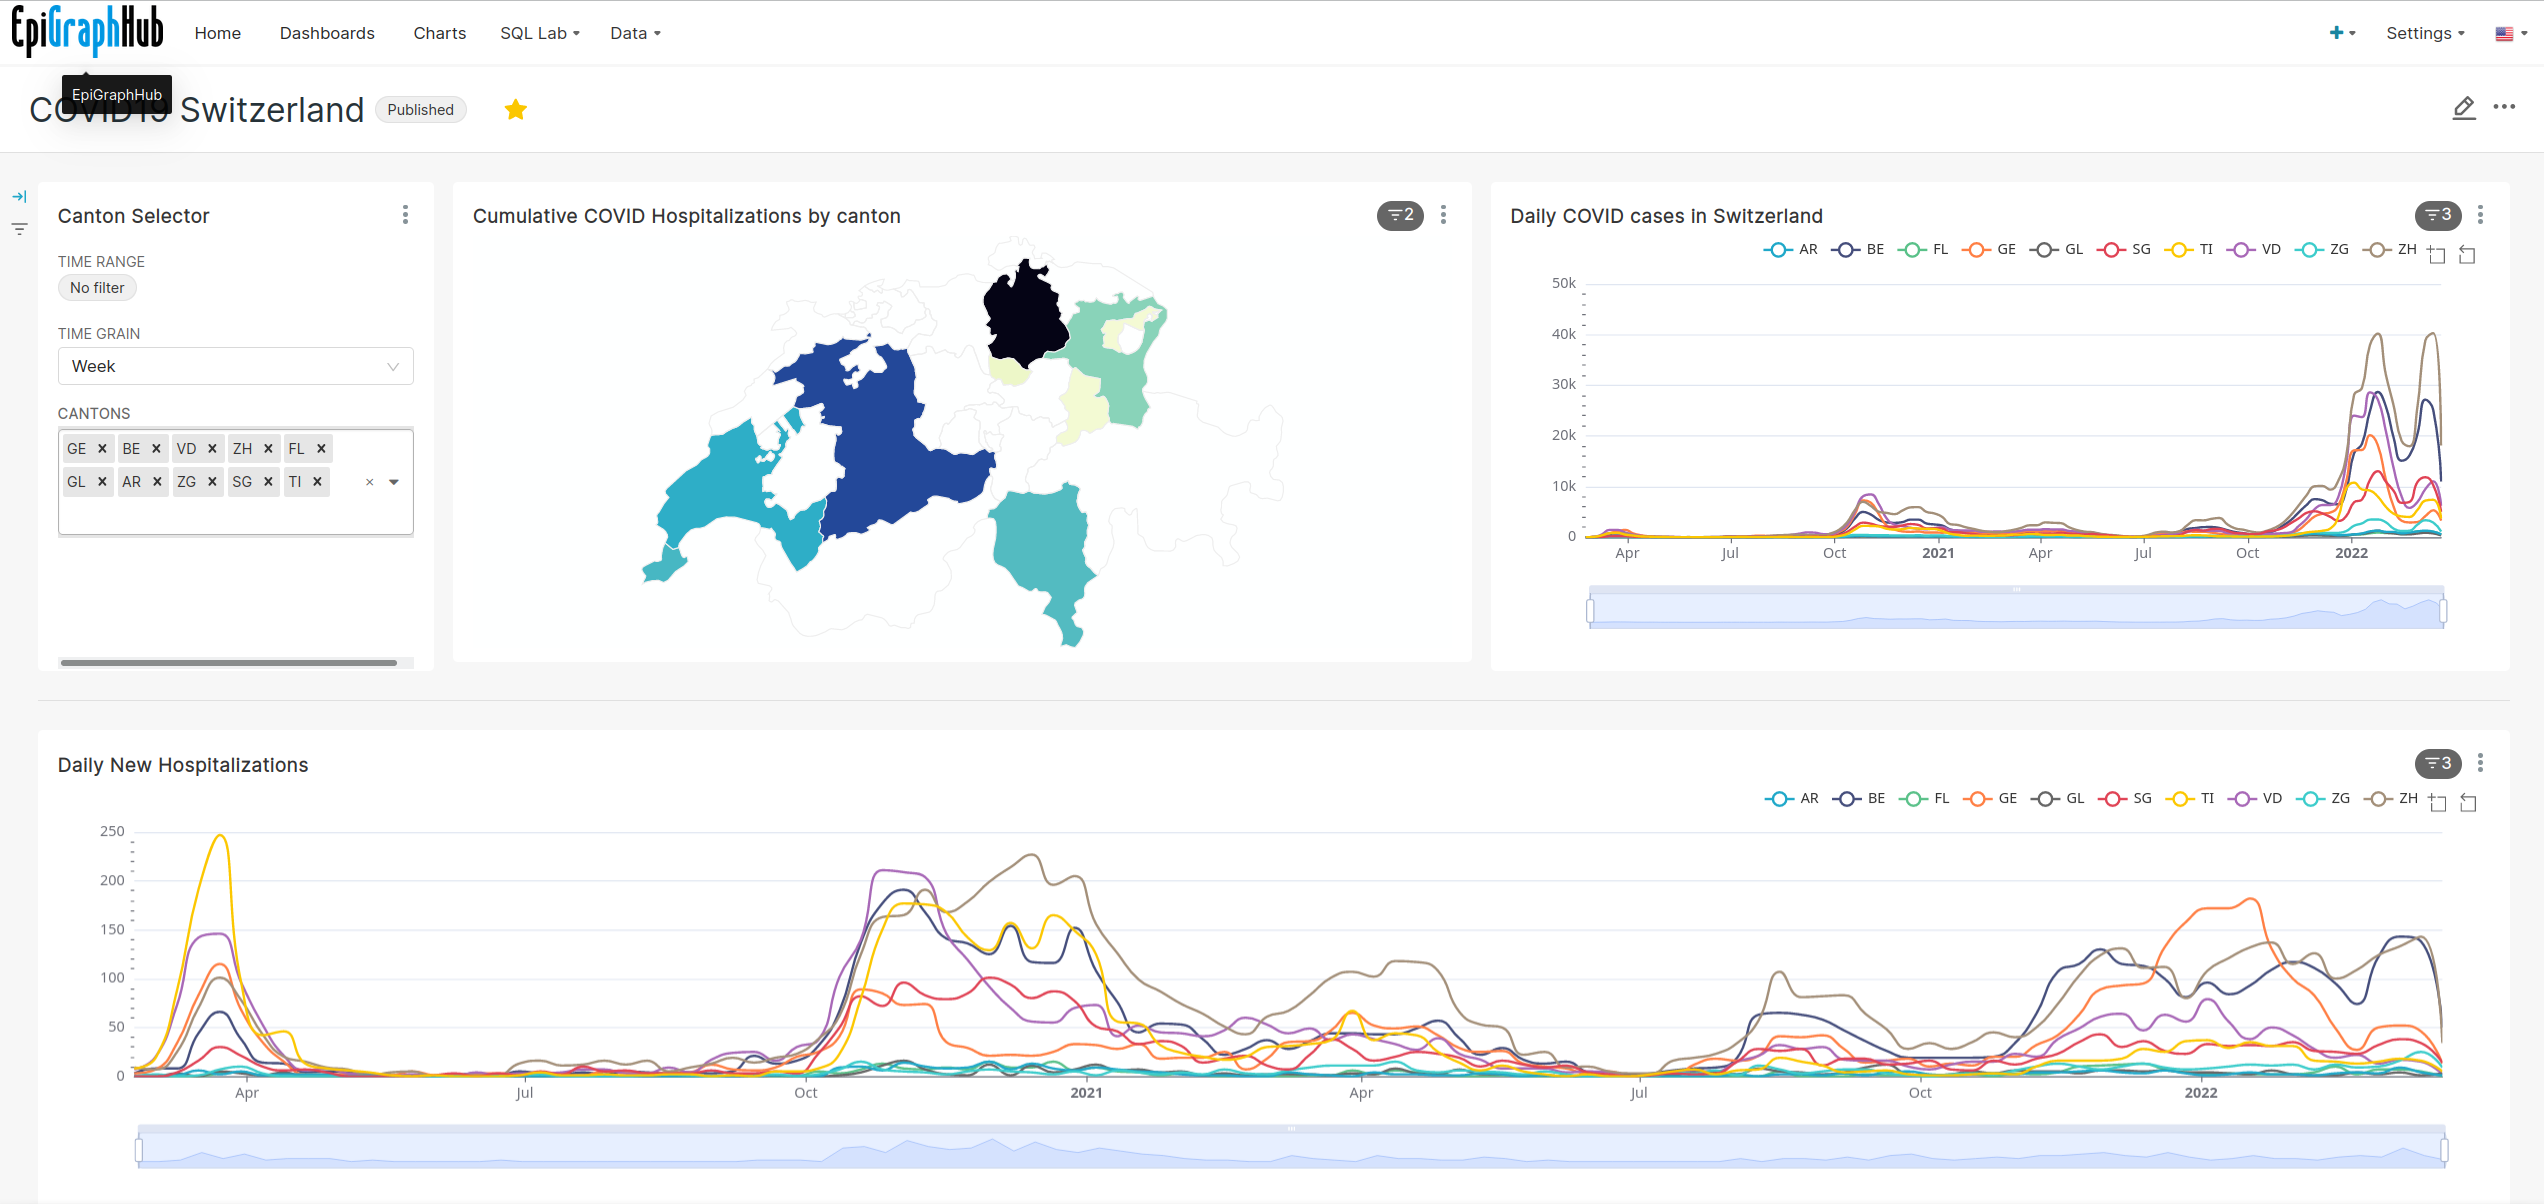 EpiGraphHub Home Dashboards Charts SQL Lab Data Settings
EpiGraphHub
COVID19 Switzerland Published
Canton Selector
TIME RANGE
No filter
TIME GRAIN
Week
CANTONS
GE × BE × VD × ZH × FL ×
GL × AR × ZG × SG × TI × ×
Cumulative COVID Hospitalizations by canton 2
Daily COVID cases in Switzerland 3
AR BE FL GE GL SG TI VD ZG ZH
50k
40k
30k
20k
10k
0
Apr Jul Oct 2021 Apr Jul Oct 2022
Daily New Hospitalizations 3
AR BE FL GE GL SG TI VD ZG ZH
250
200
150
100
50
0
Apr Jul Oct 2021 Apr Jul Oct 2022